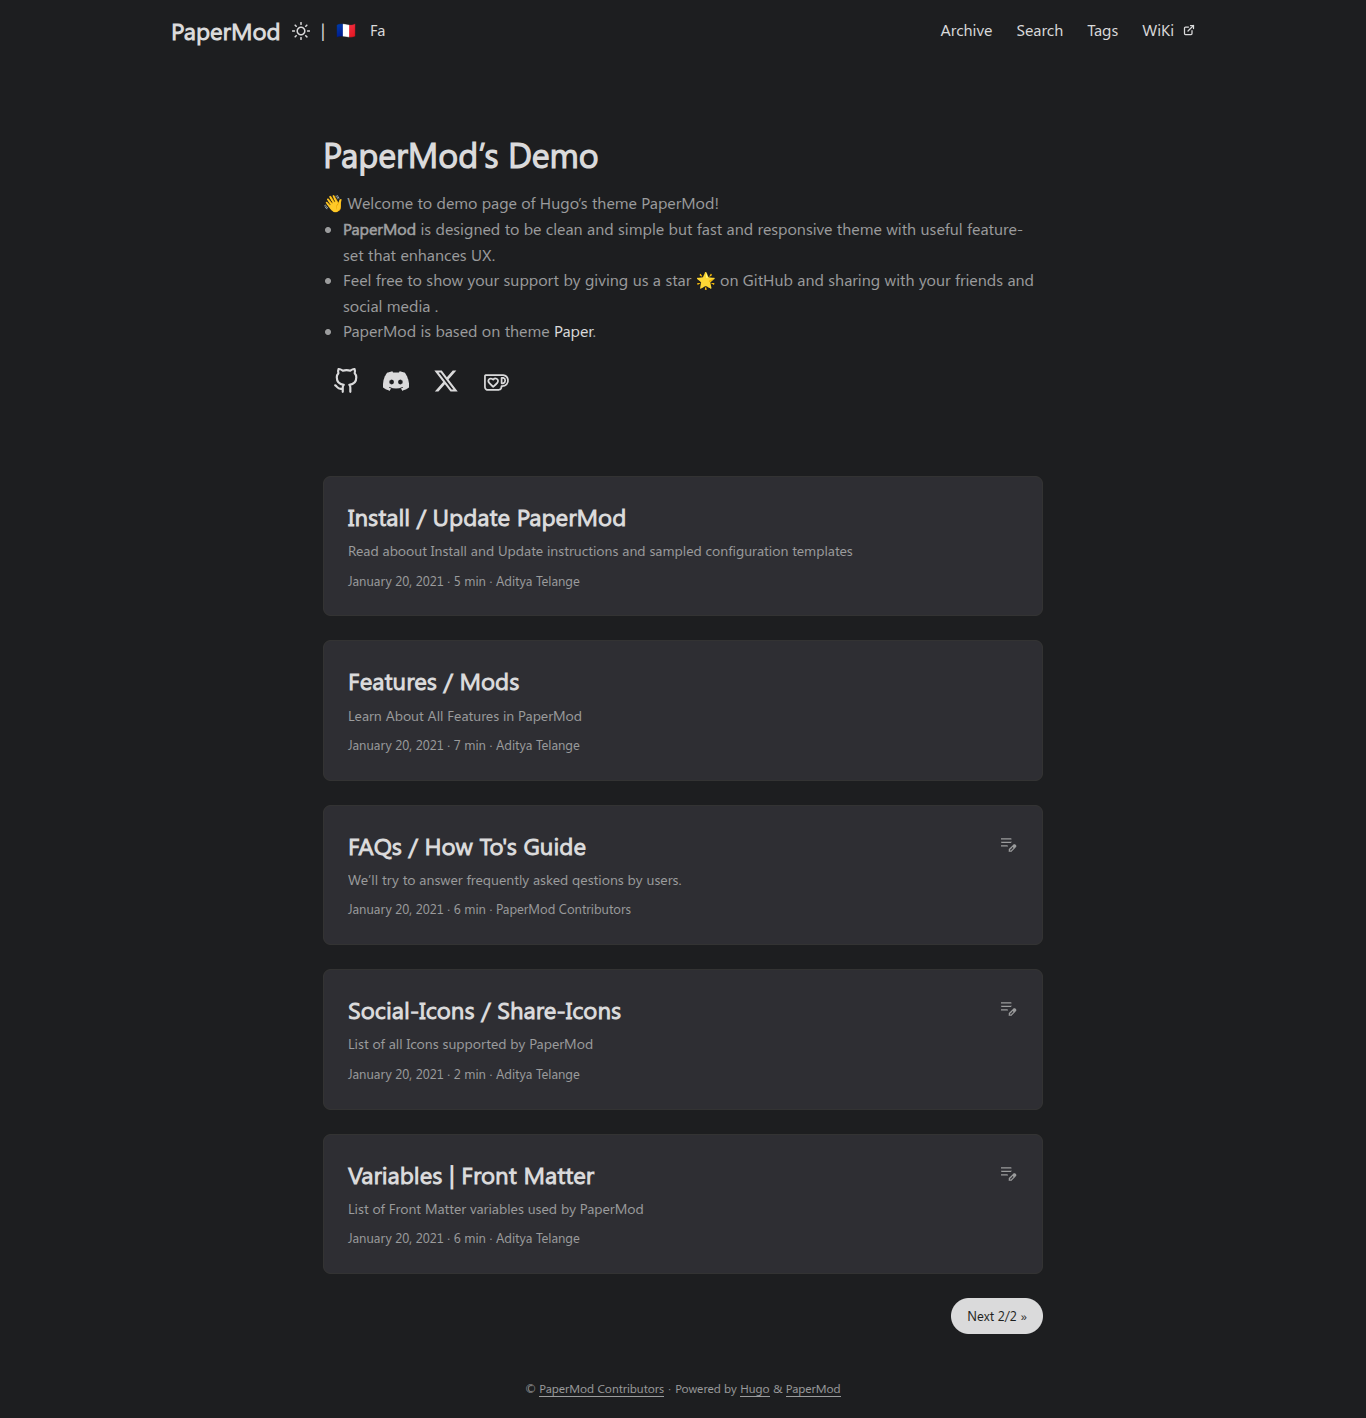 PaperMod | 🇫🇷 Fa Archive Search Tags WiKi
PaperMod’s Demo
👋 Welcome to demo page of Hugo’s theme PaperMod!
• PaperMod is designed to be clean and simple but fast and responsive theme with useful feature-
set that enhances UX.
• Feel free to show your support by giving us a star 🌟 on GitHub and sharing with your friends and
social media .
• PaperMod is based on theme Paper.
Install / Update PaperMod
Read aboout Install and Update instructions and sampled configuration templates
January 20, 2021 · 5 min · Aditya Telange
Features / Mods
Learn About All Features in PaperMod
January 20, 2021 · 7 min · Aditya Telange
FAQs / How To's Guide
We’ll try to answer frequently asked qestions by users.
January 20, 2021 · 6 min · PaperMod Contributors
Social-Icons / Share-Icons
List of all Icons supported by PaperMod
January 20, 2021 · 2 min · Aditya Telange
Variables | Front Matter
List of Front Matter variables used by PaperMod
January 20, 2021 · 6 min · Aditya Telange
Next 2/2 »
© PaperMod Contributors · Powered by Hugo & PaperMod